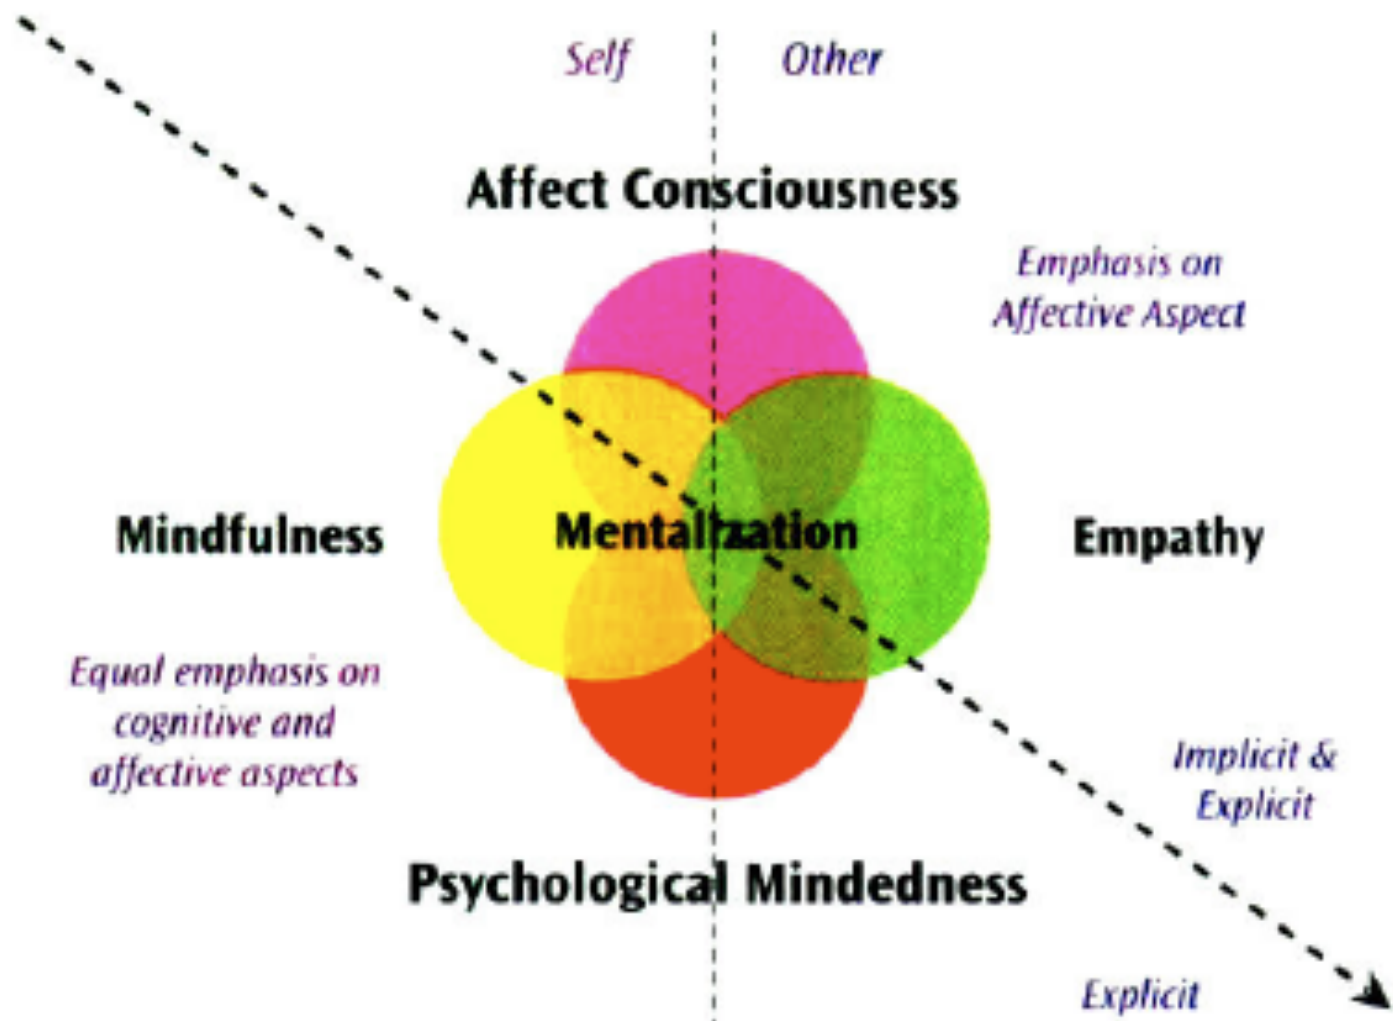 Self
Other
Affect Consciousness
Emphasis on
Affective Aspect
Mindfulness
Mentalization
Empathy
Equal emphasis on
cognitive and
affective aspects
Implicit &
Explicit
Psychological Mindedness
Explicit